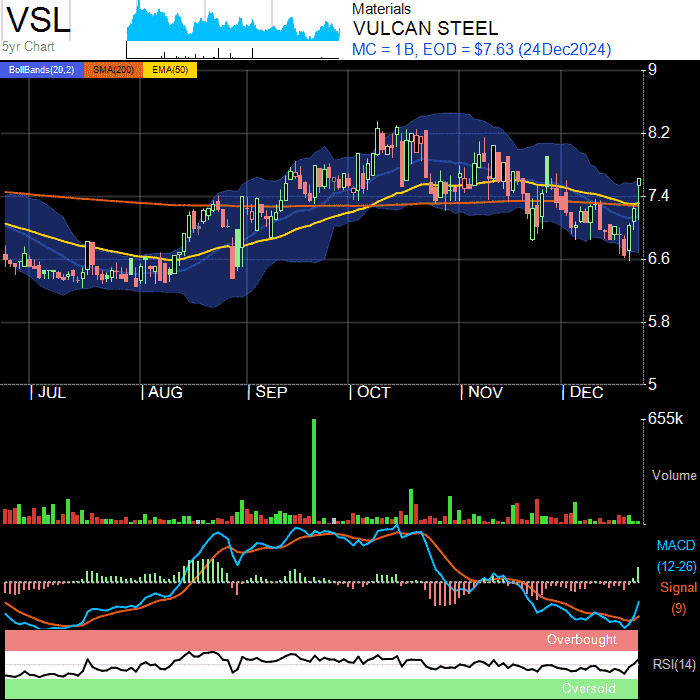 VSL
5yr Chart
Materials
VULCAN STEEL
MC = 1B, EOD = $7.63 (24Dec2024)
BollBands(20,2) SMA(200) EMA(50)
9
8.2
7.4
6.6
5.8
5
JUL AUG SEP OCT NOV DEC
655k
Volume
MACD
(12-26)
Signal
(9)
Overbought
RSI(14)
Oversold